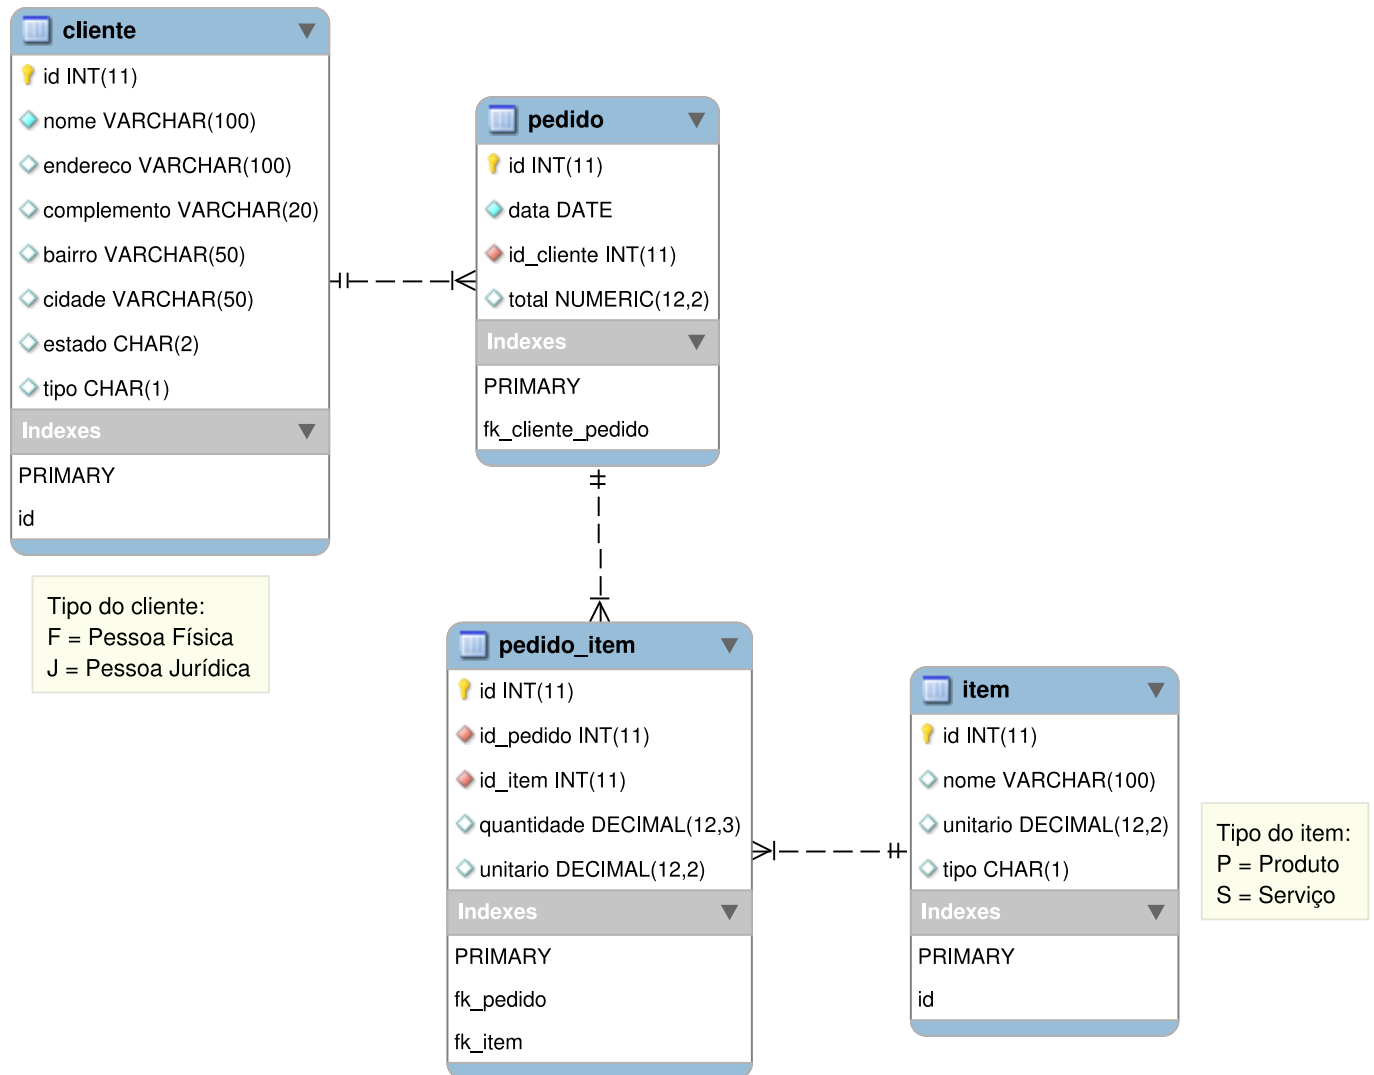 cliente
id INT(11)
nome VARCHAR(100)
endereco VARCHAR(100)
complemento VARCHAR(20)
bairro VARCHAR(50)
cidade VARCHAR(50)
estado CHAR(2)
tipo CHAR(1)
Indexes
PRIMARY
id
Tipo do cliente:
F = Pessoa Física
J = Pessoa Jurídica
pedido
id INT(11)
data DATE
id_cliente INT(11)
total NUMERIC(12,2)
Indexes
PRIMARY
fk_cliente_pedido
pedido_item
id INT(11)
id_pedido INT(11)
id_item INT(11)
quantidade DECIMAL(12,3)
unitario DECIMAL(12,2)
Indexes
PRIMARY
fk_pedido
fk_item
item
id INT(11)
nome VARCHAR(100)
unitario DECIMAL(12,2)
tipo CHAR(1)
Indexes
PRIMARY
id
Tipo do item:
P = Produto
S = Serviço